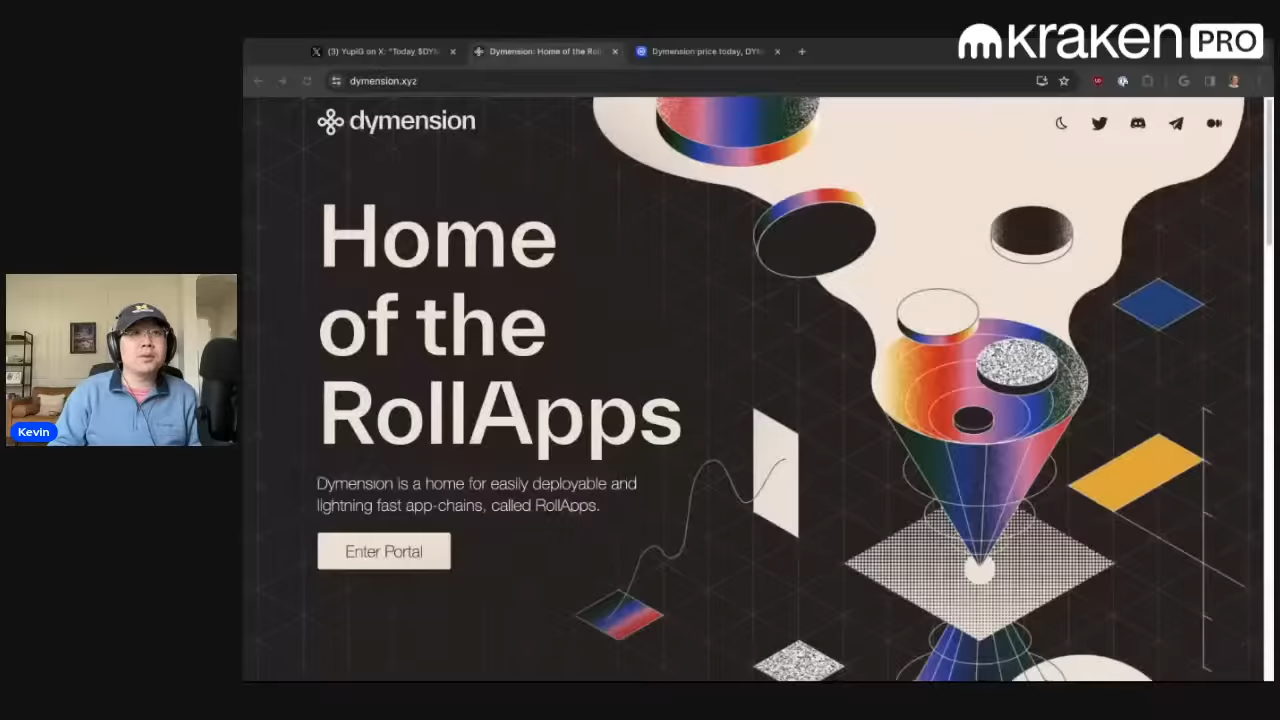 kraken PRO
(3) YupiG on X: "Today $DYM
Dymension: Home of the Roll
Dymension price today, DYM
dymension.xyz
dymension
Home
of the
RollApps
Dymension is a home for easily deployable and
lightning fast app-chains, called RollApps.
Enter Portal
Kevin